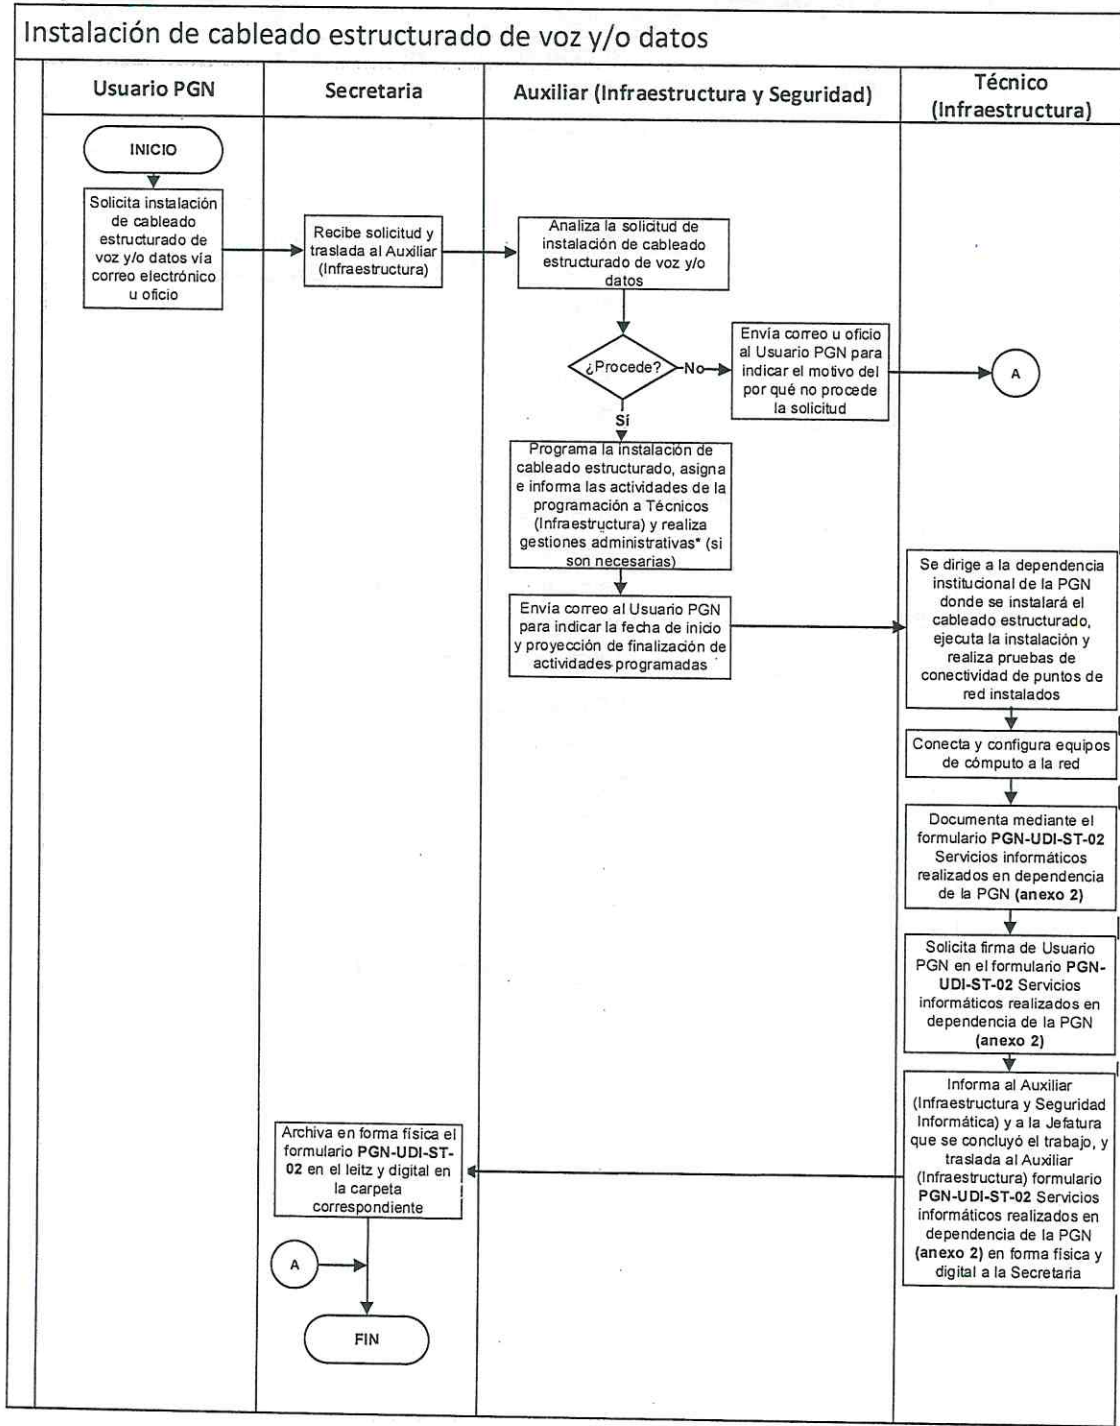 Instalación de cableado estructurado de voz y/o datos
Usuario PGN
Secretaria
Auxiliar (Infraestructura y Seguridad)
Técnico
(Infraestructura)
INICIO
Solicita instalación
de cableado
estructurado de
voz y/o datos vía
correo electrónico
u oficio
Recibe solicitud y
traslada al Auxiliar
(Infraestructura)
Analiza la solicitud de
instalación de cableado
estructurado de voz y/o
datos
¿Procede?
No
Envía correo u oficio
al Usuario PGN para
indicar el motivo del
por qué no procede
la solicitud
A
Sí
Programa la instalación de
cableado estructurado, asigna
e informa las actividades de la
programación a Técnicos
(Infraestructura) y realiza
gestiones administrativas* (si
son necesarias)
Envía correo al Usuario PGN
para indicar la fecha de inicio
y proyección de finalización de
actividades programadas
Se dirige a la dependencia
institucional de la PGN
donde se instalará el
cableado estructurado,
ejecuta la instalación y
realiza pruebas de
conectividad de puntos de
red instalados
Conecta y configura equipos
de cómputo a la red
Documenta mediante el
formulario PGN-UDI-ST-02
Servicios informáticos
realizados en dependencia
de la PGN (anexo 2)
Solicita firma de Usuario
PGN en el formulario PGN-
UDI-ST-02 Servicios
informáticos realizados en
dependencia de la PGN
(anexo 2)
Informa al Auxiliar
(Infraestructura y Seguridad
Informática) y a la Jefatura
que se concluyó el trabajo, y
traslada al Auxiliar
(Infraestructura) formulario
PGN-UDI-ST-02 Servicios
informáticos realizados en
dependencia de la PGN
(anexo 2) en forma física y
digital a la Secretaria
Archiva en forma física el
formulario PGN-UDI-ST-
02 en el leitz y digital en
la carpeta
correspondiente
A
FIN